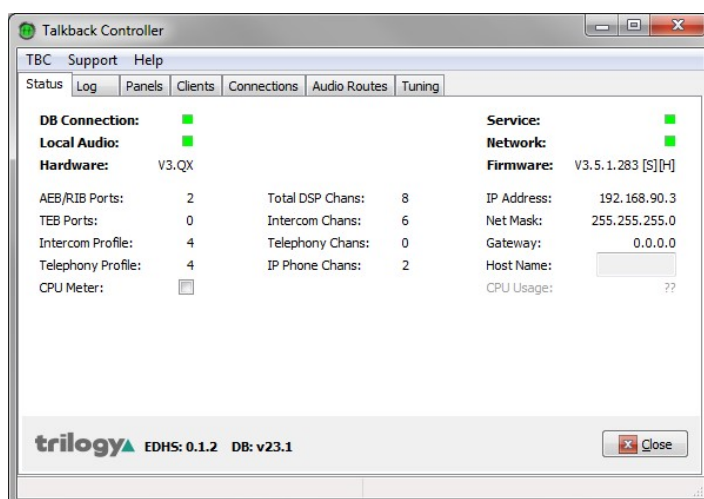 Talkback Controller
TBC Support Help
Status Log Panels Clients Connections Audio Routes Tuning
DB Connection: Service:
Local Audio: Network:
Hardware: V3.QX Firmware: V3.5.1.283 [S][H]
AEB/RIB Ports: 2 Total DSP Chans: 8 IP Address: 192.168.90.3
TEB Ports: 0 Intercom Chans: 6 Net Mask: 255.255.255.0
Intercom Profile: 4 Telephony Chans: 0 Gateway: 0.0.0.0
Telephony Profile: 4 IP Phone Chans: 2 Host Name:
CPU Meter: CPU Usage: ??
trilogy EDHS: 0.1.2 DB: v23.1 Close